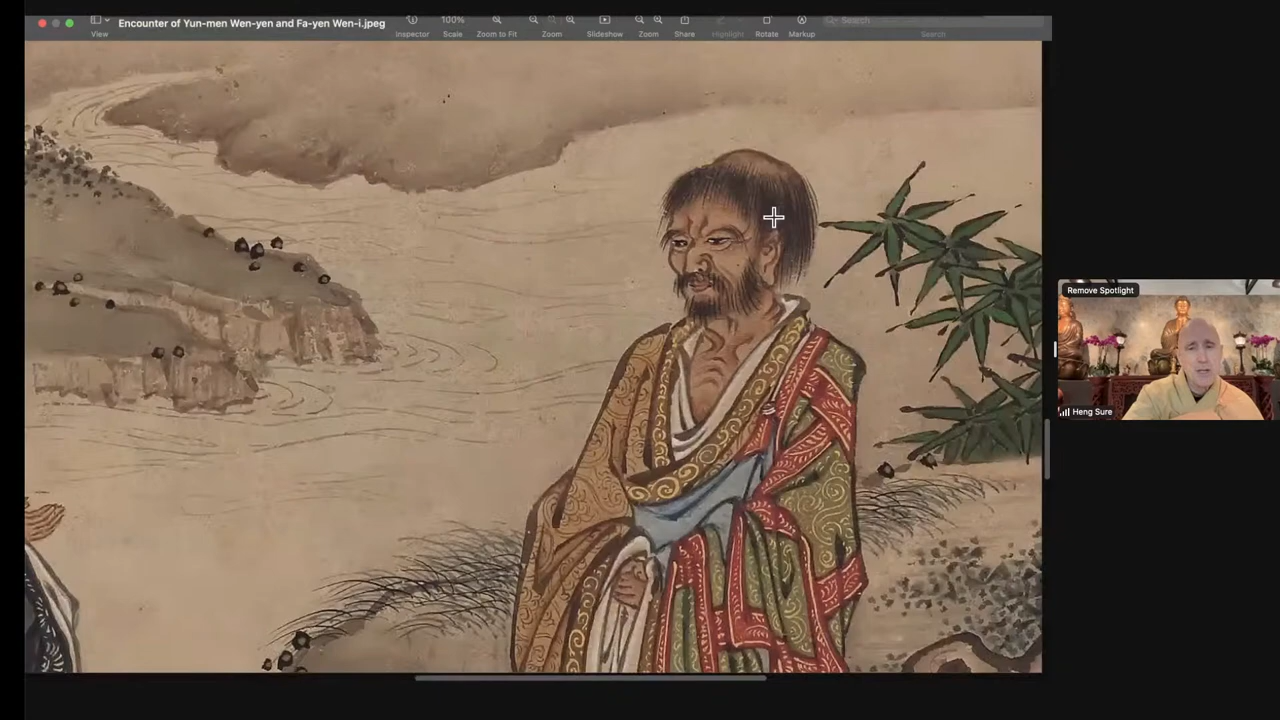 Encounter of Yun-men Wen-yen and Fa-yen Wen-i.jpeg
100%
Search
View
Inspector
Scale
Zoom to Fit
Zoom
Slideshow
Zoom
Share
Highlight
Rotate
Markup
Search
Remove Spotlight
Heng Sure